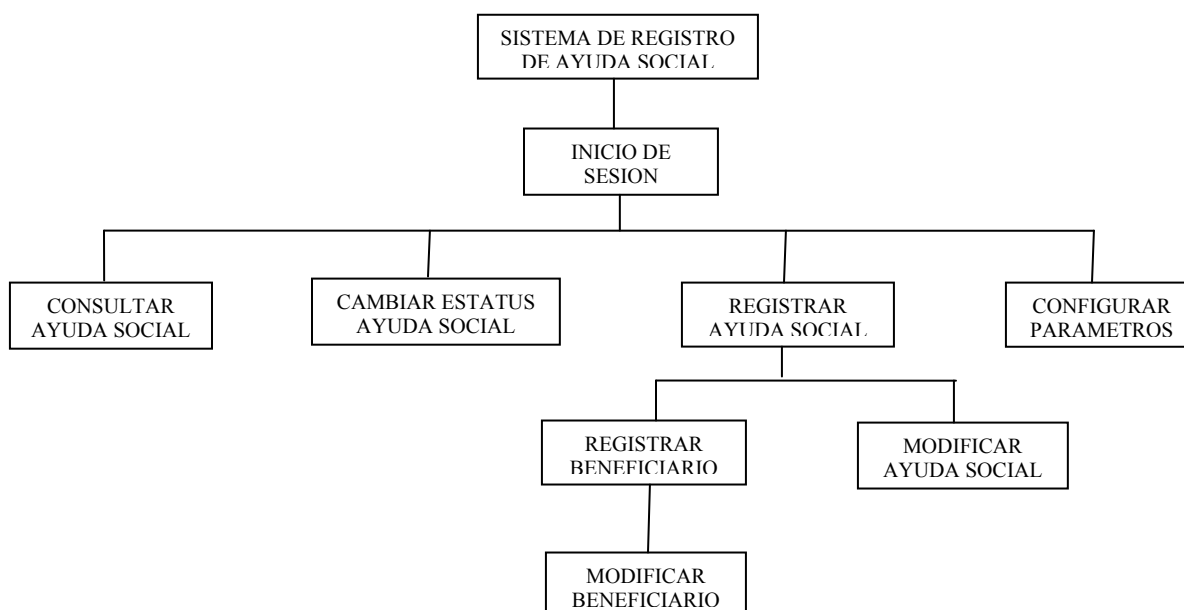 SISTEMA DE REGISTRO
DE AYUDA SOCIAL
INICIO DE
SESION
CONSULTAR
AYUDA SOCIAL
CAMBIAR ESTATUS
AYUDA SOCIAL
REGISTRAR
AYUDA SOCIAL
CONFIGURAR
PARAMETROS
REGISTRAR
BENEFICIARIO
MODIFICAR
AYUDA SOCIAL
MODIFICAR
BENEFICIARIO